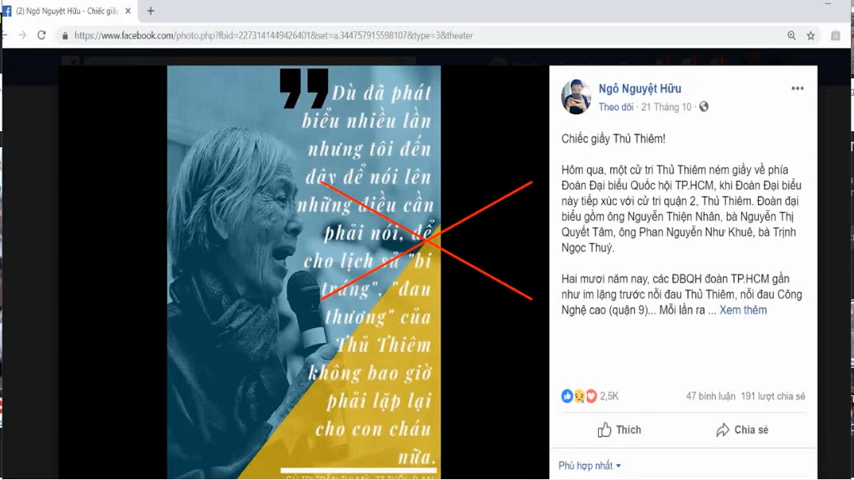 (2) Ngô Nguyệt Hữu - Chiếc giầy
https://www.facebook.com/photo.php?fbid=2273141449426401&set=a.344757915598107&type=3&theater
Dù đã phát
biểu nhiều lần
nhưng tôi đến
đây để nói lên
những điều cần
phải nói, để
cho lịch sử "bi
tráng", "đau
thương" của
Thủ Thiêm
không bao giờ
phải lặp lại
cho con cháu
nữa.
Ngô Nguyệt Hữu
Theo dõi · 21 Tháng 10 ·
Chiếc giầy Thủ Thiêm!
Hôm qua, một cử tri Thủ Thiêm ném giầy về phía
Đoàn Đại biểu Quốc hội TP.HCM, khi Đoàn Đại biểu
này tiếp xúc với cử tri quận 2, Thủ Thiêm. Đoàn đại
biểu gồm ông Nguyễn Thiện Nhân, bà Nguyễn Thị
Quyết Tâm, ông Phan Nguyễn Như Khuê, bà Trịnh
Ngọc Thuý.
Hai mươi năm nay, các ĐBQH đoàn TP.HCM gần
như im lặng trước nỗi đau Thủ Thiêm, nỗi đau Công
Nghệ cao (quận 9)... Mỗi lần ra ... Xem thêm
2,5K
47 bình luận 191 lượt chia sẻ
Thích
Chia sẻ
Phù hợp nhất